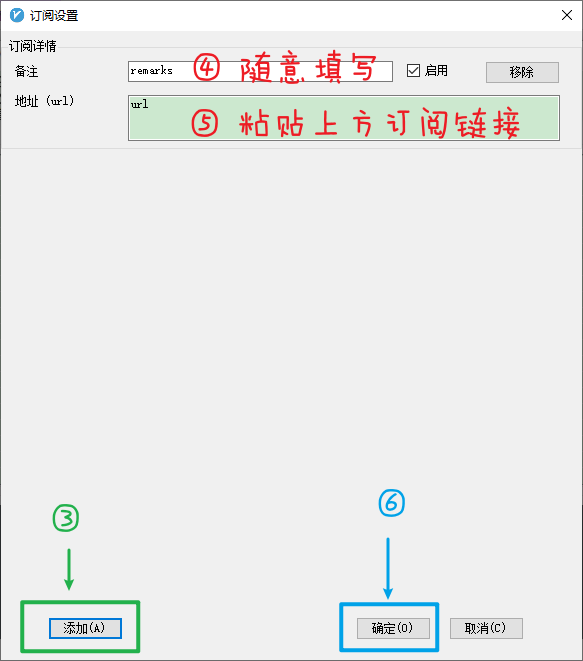 订阅设置
订阅详情
备注 remarks ④ 随意填写 启用 移除
地址 (url) url
⑤ 粘贴上方订阅链接
③ ⑥
添加(A) 确定(O) 取消(C)